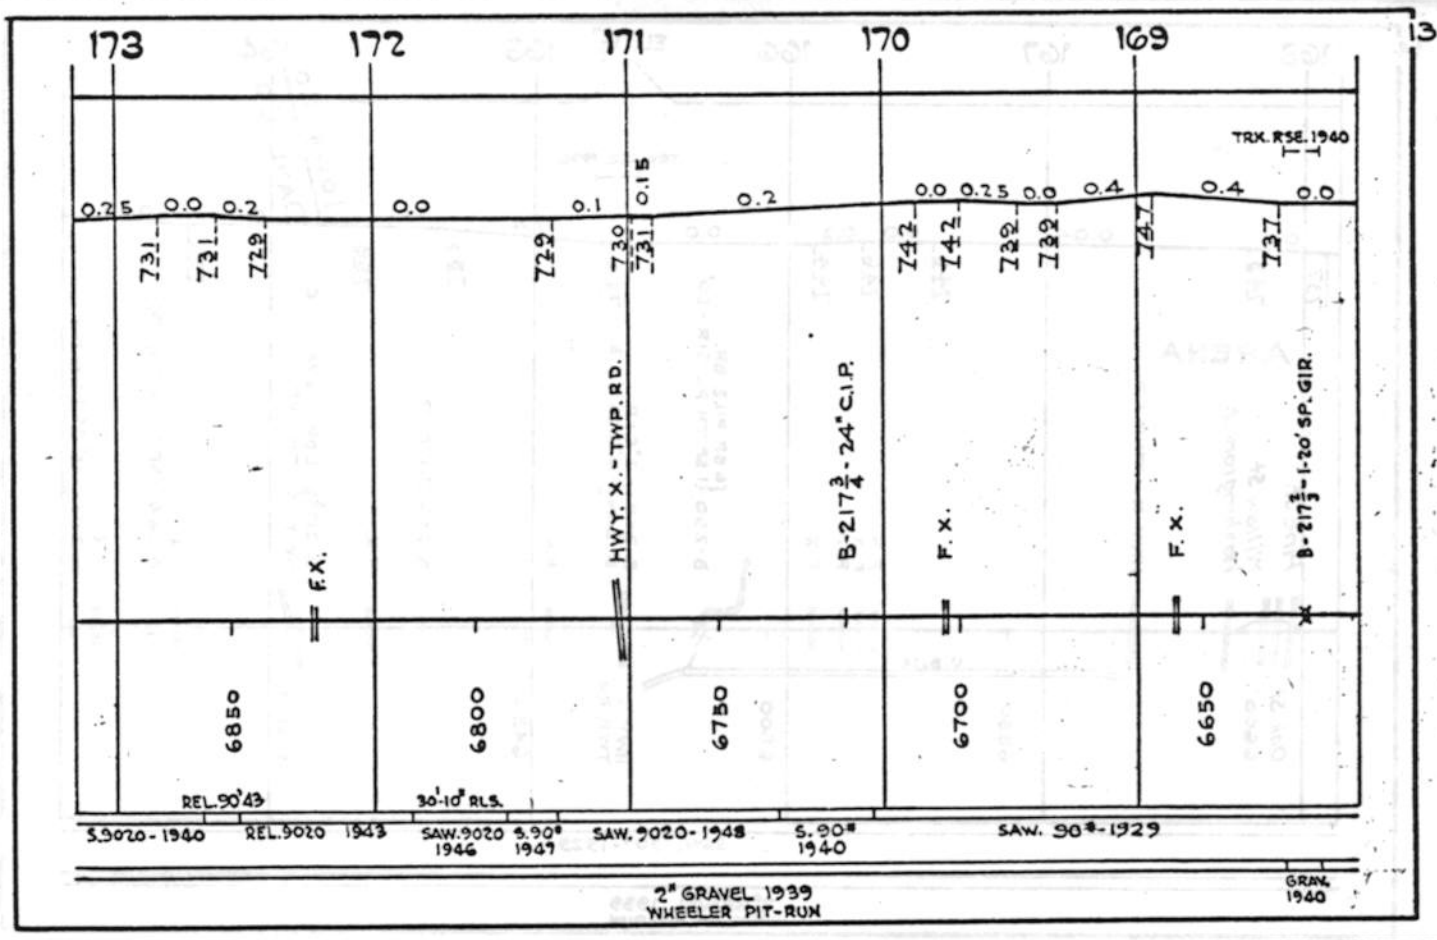 173 172 171 170 169 13
TRK. RSE. 1940
0.25 0.0 0.2 0.0 0.1 0.15 0.2 0.0 0.25 0.0 0.4 0.4 0.0
731 731 729 729 730 731 742 742 739 739 747 737
F.X.
HWY. X. - TWP. RD.
B-217 3/4 - 24" C.I.P.
F. X.
F. X.
B-217 2/3 - 1-20' SP. GIR.
6850 6800 6750 6700 6650
REL. 90' 43 30'-10" RLS.
S.9020-1940 REL.9020 1943 SAW.9020 S.90# SAW. 9020-1948 S.90# SAW. 90#-1929
1946 1947 1940
2" GRAVEL 1939
WHEELER PIT-RUN
GRAV.
1940